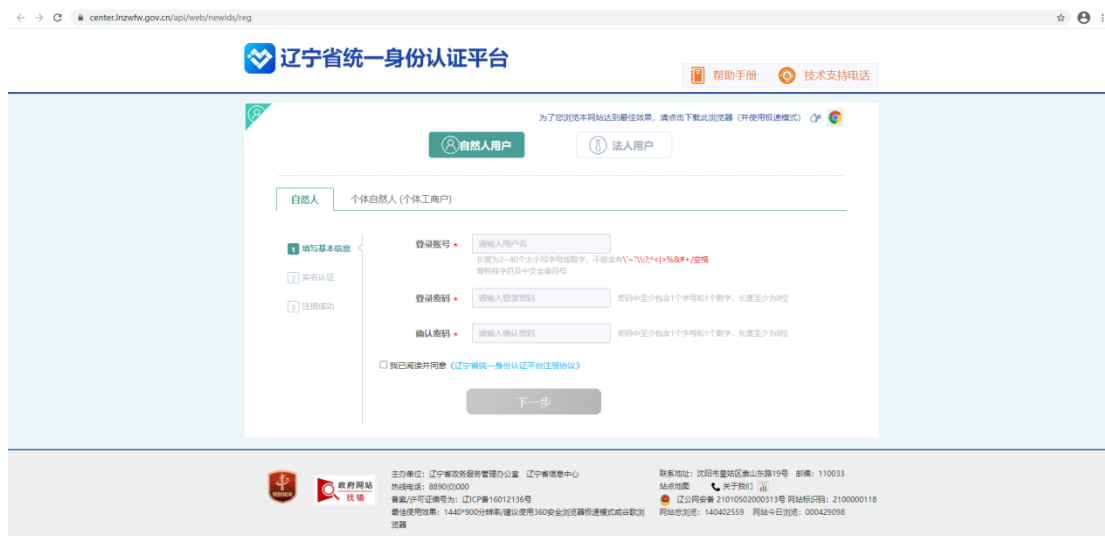 center.lnzwfw.gov.cn/api/web/newids/reg
辽宁省统一身份认证平台
帮助手册 技术支持电话
为了您浏览本网站达到最佳效果，请点击下载此浏览器（并使用极速模式）
自然人用户 法人用户
自然人 个体自然人 (个体工商户)
1 填写基本信息
2 实名认证
3 注册成功
登录账号 * 请输入用户名
长度为2~40个大小写字母或数字，不能含有\'~"\\:?;*<|>%&#+/空格
等特殊字符及中文全角符号
登录密码 * 请输入登录密码 密码中至少包含1个字母和1个数字，长度至少为8位
确认密码 * 请输入确认密码 密码中至少包含1个字母和1个数字，长度至少为8位
我已阅读并同意《辽宁省统一身份认证平台注册协议》
下一步
政府网站
找错
主办单位：辽宁省政务服务管理办公室 辽宁省信息中心
热线电话：8890(0)000
备案/许可证编号为：辽ICP备16012136号
最佳使用效果：1440*900分辨率/建议使用360安全浏览器极速模式或谷歌浏
览器
联系地址：沈阳市皇姑区崇山东路19号 邮编：110033
站点地图 关于我们
辽公网安备 21010502000313号 网站标识码：2100000118
网站总浏览：140402559 网站今日浏览：000429098